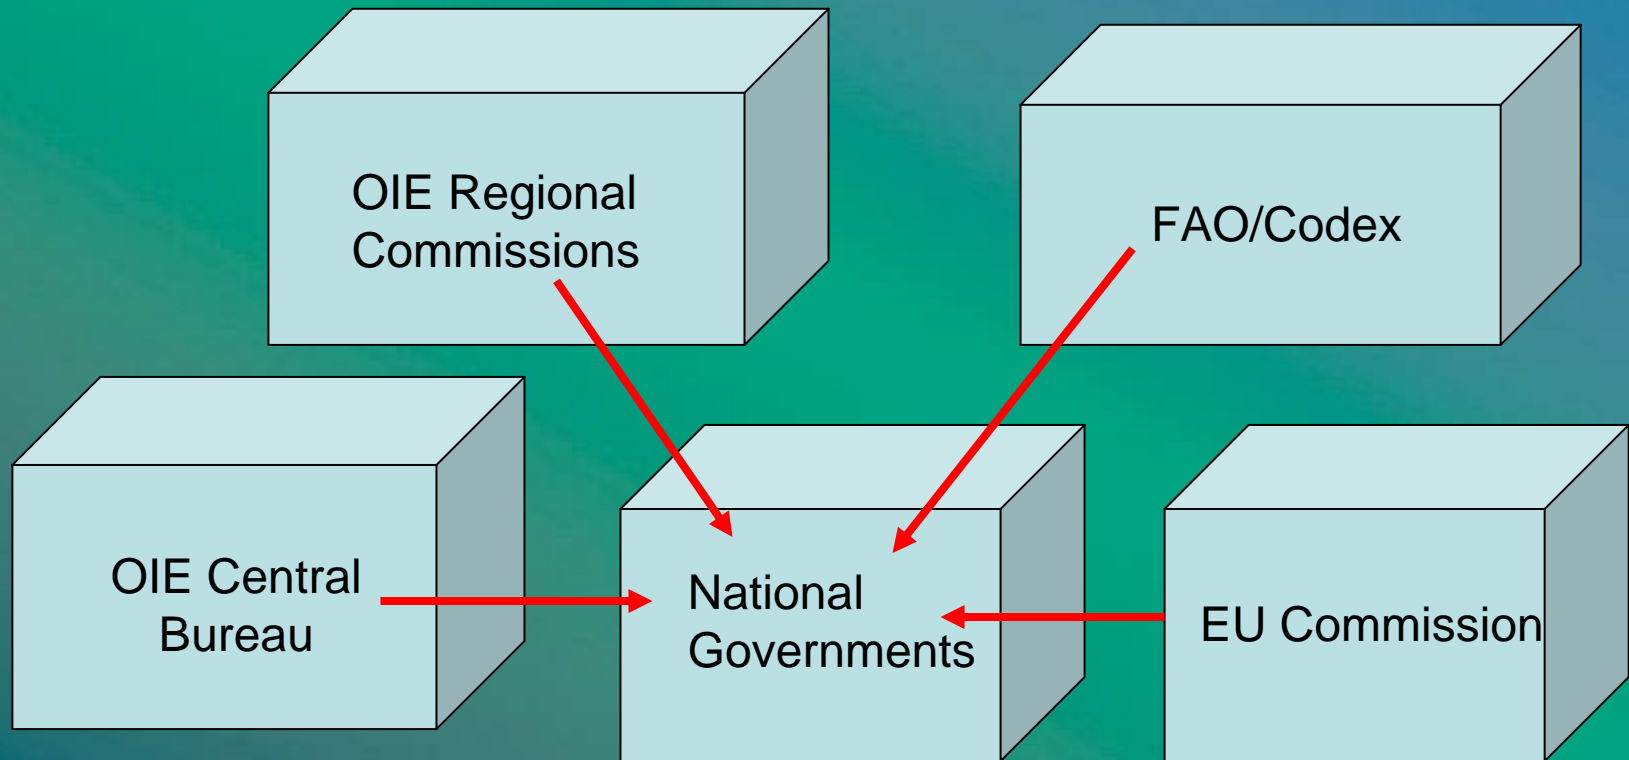 OIE Regional
Commissions
FAO/Codex
OIE Central
Bureau
National
Governments
EU Commission